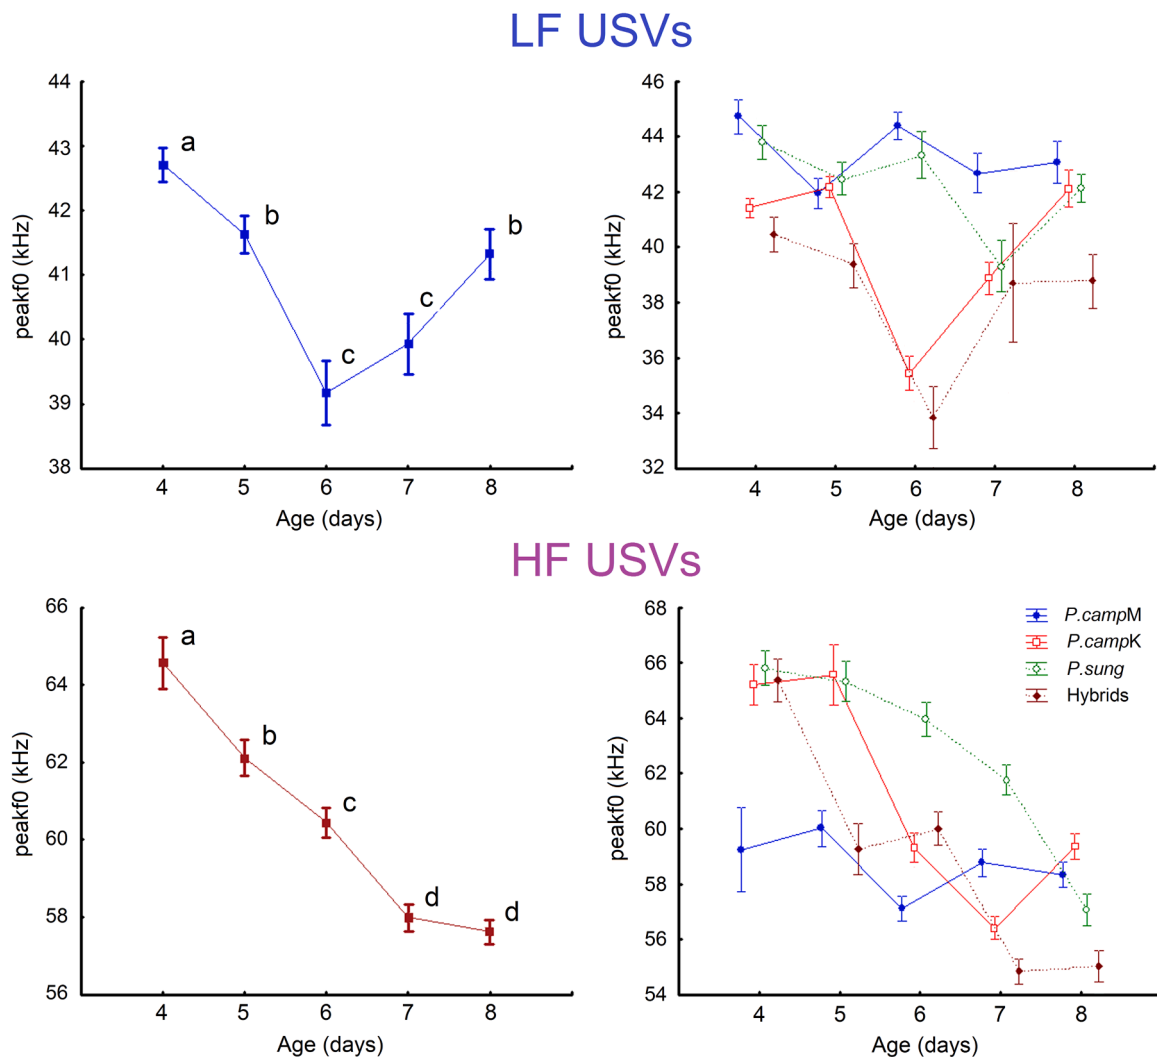 LF USVs
44
43
42
41
40
39
38
peakf0 (kHz)
a
b
c
c
b
4 5 6 7 8
Age (days)
46
44
42
40
38
36
34
32
peakf0 (kHz)
4 5 6 7 8
Age (days)
HF USVs
66
64
62
60
58
56
peakf0 (kHz)
a
b
c
d
d
4 5 6 7 8
Age (days)
68
66
64
62
60
58
56
54
peakf0 (kHz)
P.campM
P.campK
P.sung
Hybrids
4 5 6 7 8
Age (days)